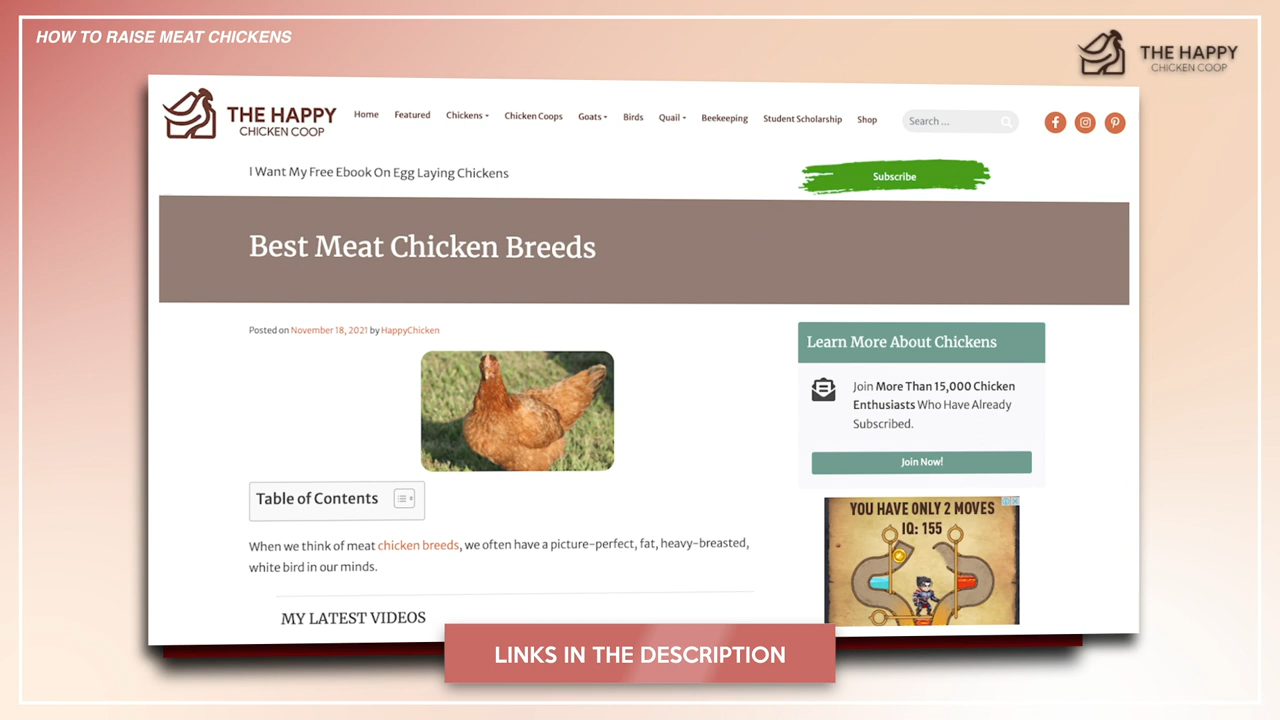 HOW TO RAISE MEAT CHICKENS
THE HAPPY
CHICKEN COOP
THE HAPPY
CHICKEN COOP
Home Featured Chickens Chicken Coops Goats Birds Quail Beekeeping Student Scholarship Shop
Search ...
I Want My Free Ebook On Egg Laying Chickens
Subscribe
Best Meat Chicken Breeds
Posted on November 18, 2021 by HappyChicken
Table of Contents
When we think of meat chicken breeds, we often have a picture-perfect, fat, heavy-breasted,
white bird in our minds.
MY LATEST VIDEOS
Learn More About Chickens
Join More Than 15,000 Chicken
Enthusiasts Who Have Already
Subscribed.
Join Now!
YOU HAVE ONLY 2 MOVES
IQ: 155
LINKS IN THE DESCRIPTION